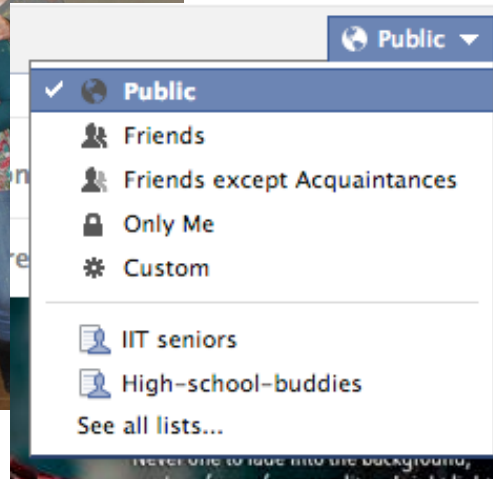 Public
Public
Friends
Friends except Acquaintances
Only Me
Custom
IIT seniors
High-school-buddies
See all lists...
Never one to fade into the background,